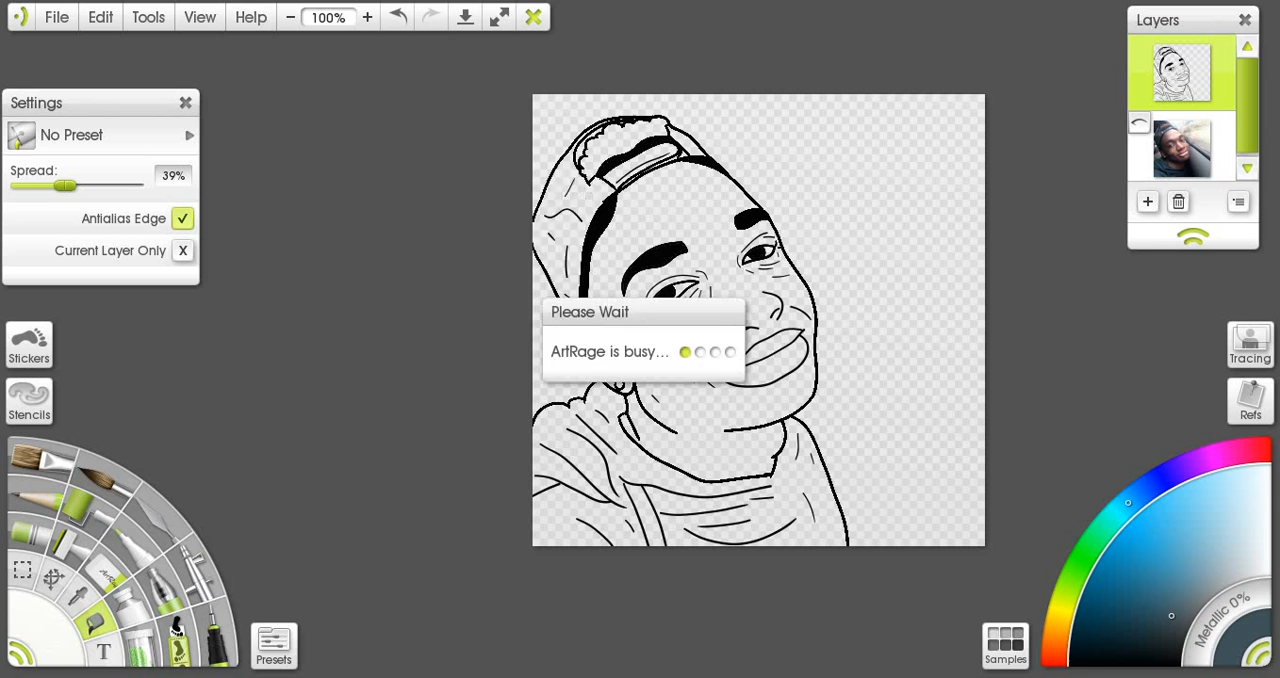 File Edit Tools View Help − 100% +
Layers
Settings
No Preset
Spread:
39%
Antialias Edge
Current Layer Only X
Please Wait
ArtRage is busy...
Stickers
Stencils
Tracing
Refs
T
Presets
Samples
Metallic 0%